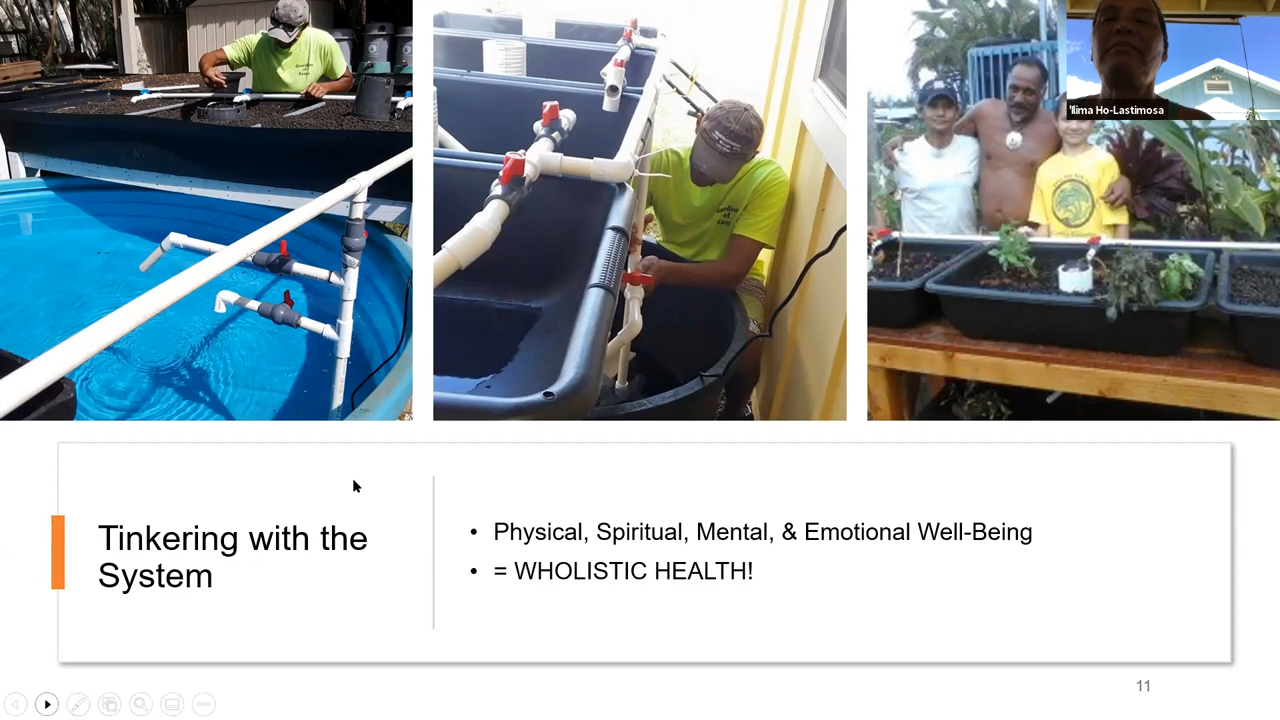 'Ilima Ho-Lastimosa
Tinkering with the
System
• Physical, Spiritual, Mental, & Emotional Well-Being
• = WHOLISTIC HEALTH!
11